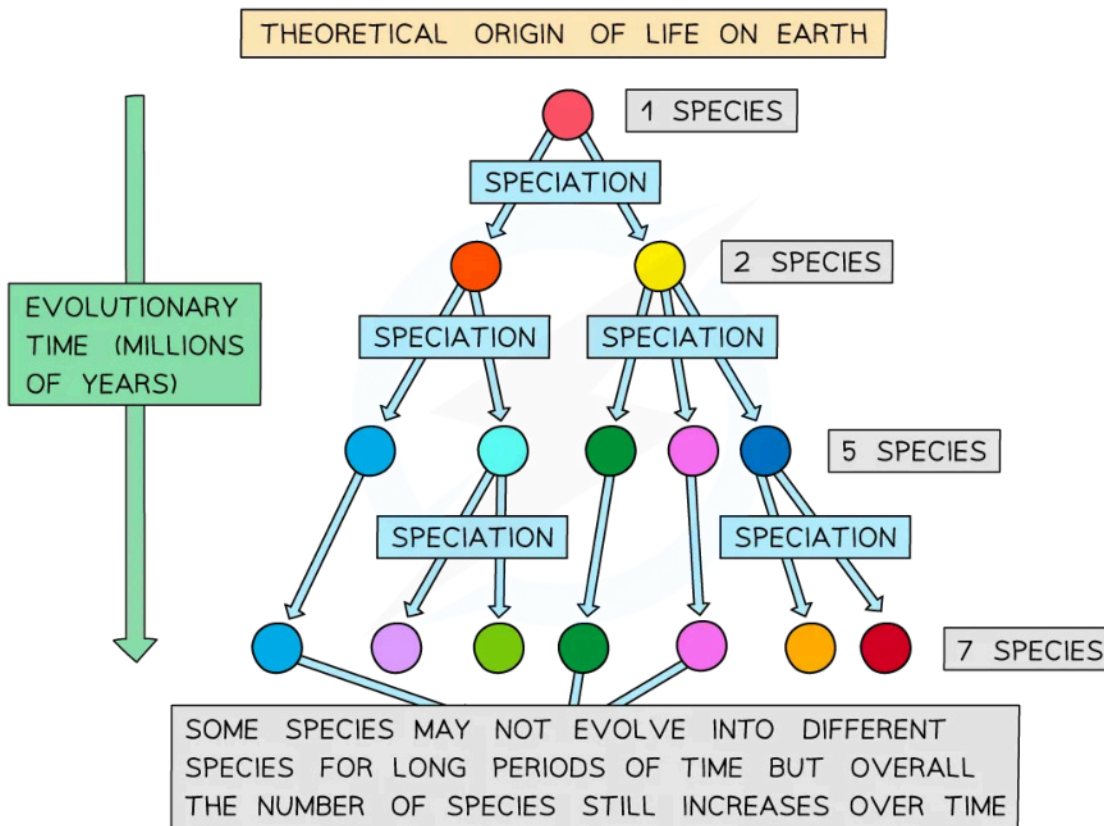 THEORETICAL ORIGIN OF LIFE ON EARTH
1 SPECIES
SPECIATION
2 SPECIES
EVOLUTIONARY
TIME (MILLIONS
OF YEARS)
SPECIATION
SPECIATION
5 SPECIES
SPECIATION
SPECIATION
7 SPECIES
SOME SPECIES MAY NOT EVOLVE INTO DIFFERENT
SPECIES FOR LONG PERIODS OF TIME BUT OVERALL
THE NUMBER OF SPECIES STILL INCREASES OVER TIME